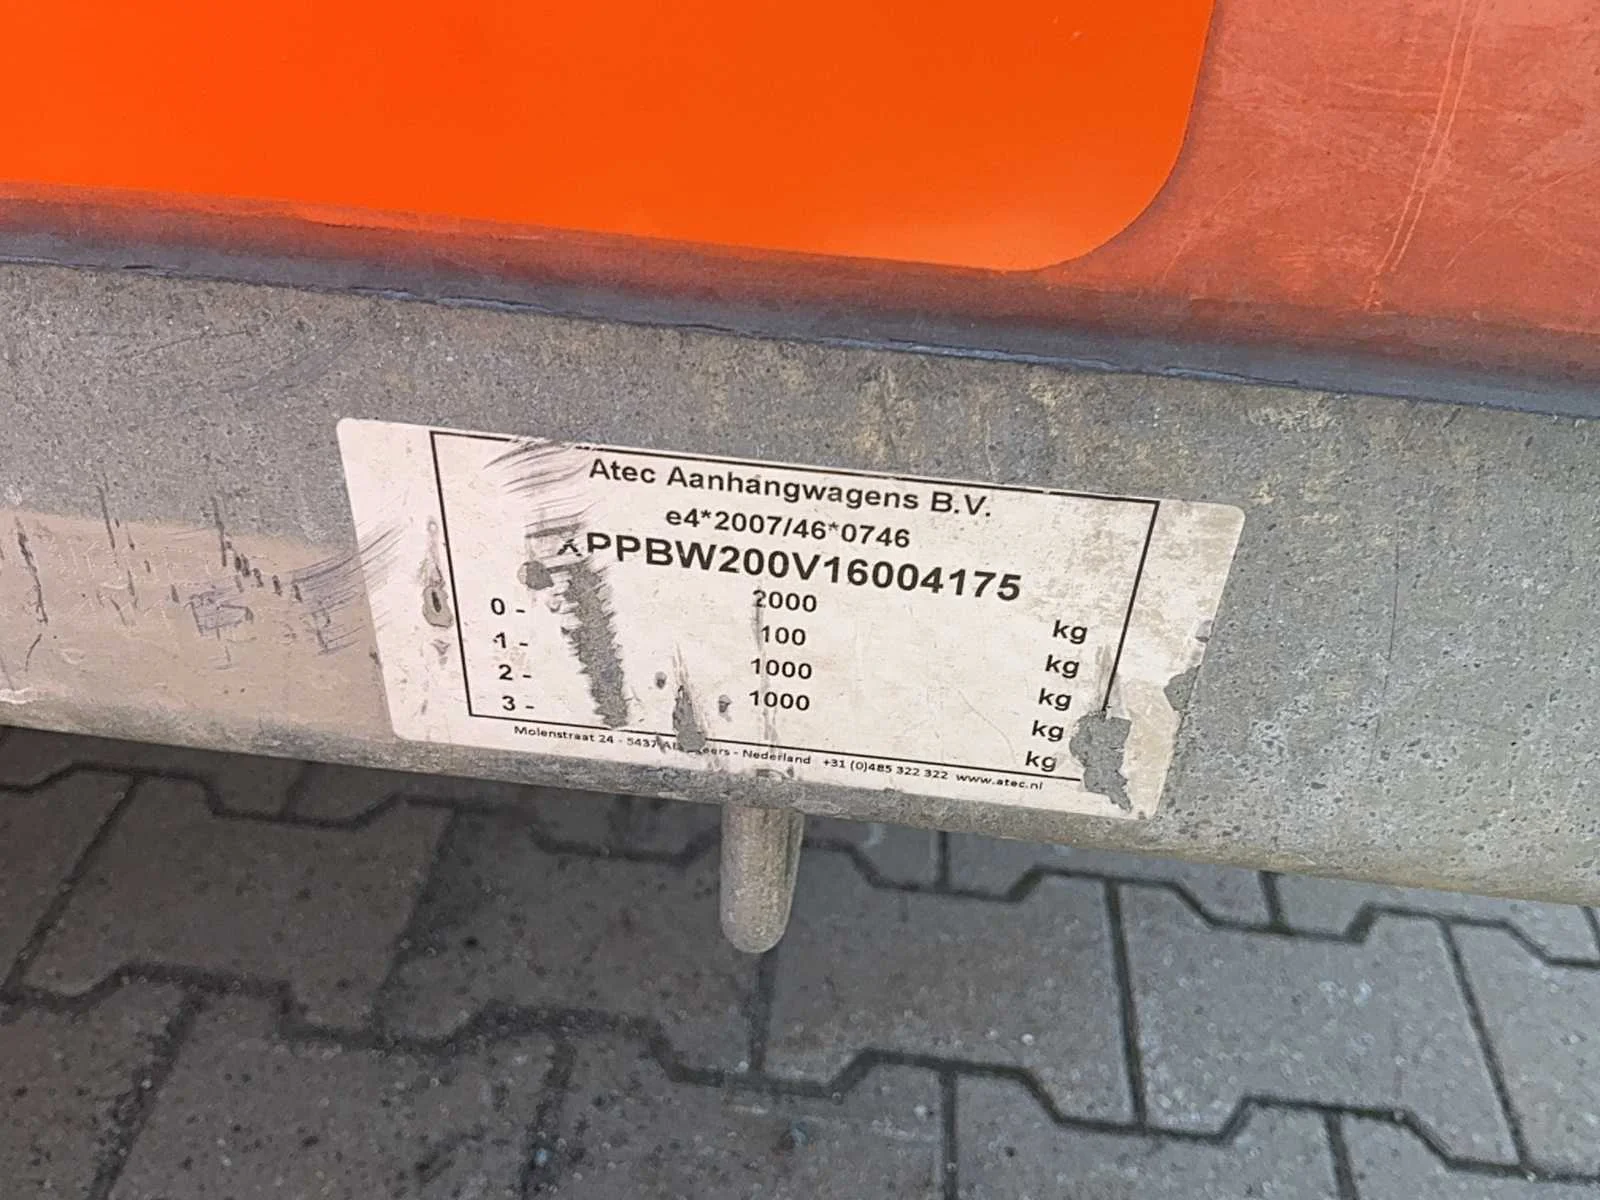 Atec Aanhangwagens B.V.
e4*2007/46*0746
XPPBW200V16004175
0 - 2000 kg
1 - 100 kg
2 - 1000 kg
3 - 1000 kg
kg
Molenstraat 24 - 5437 - Nederland +31 (0)485 322 322 www.atec.nl